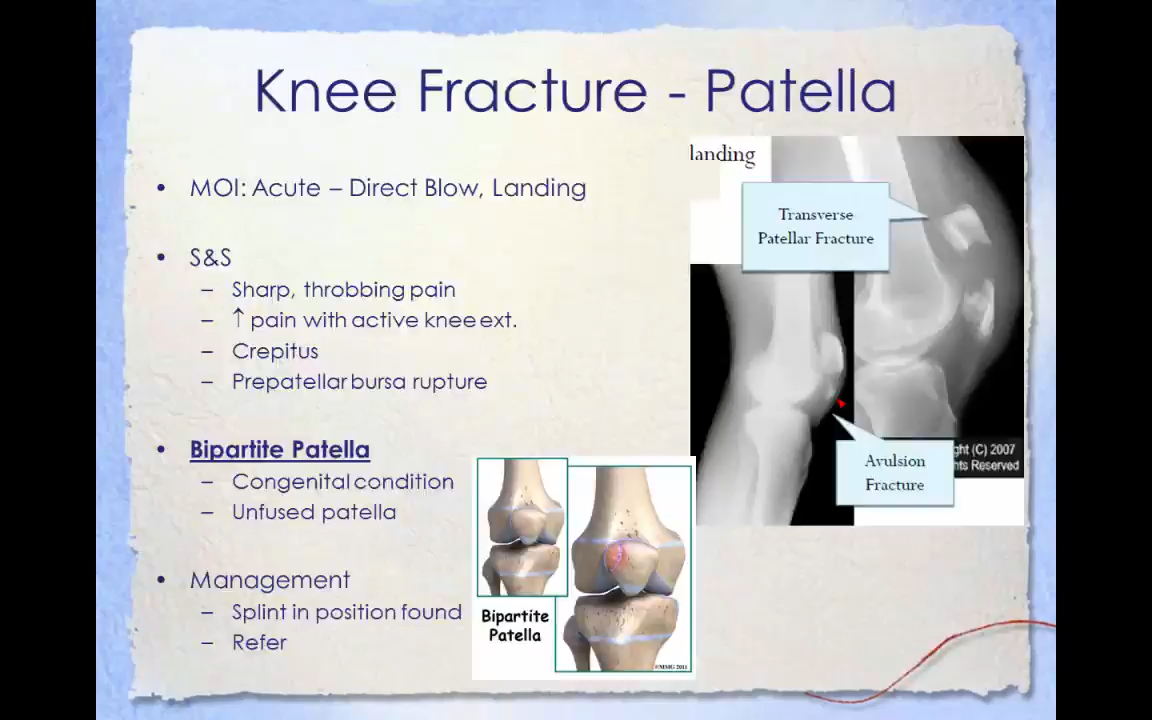 Knee Fracture - Patella
• MOI: Acute – Direct Blow, Landing
• S&S
– Sharp, throbbing pain
– ↑ pain with active knee ext.
– Crepitus
– Prepatellar bursa rupture
• Bipartite Patella
– Congenital condition
– Unfused patella
• Management
– Splint in position found
– Refer
landing
Transverse
Patellar Fracture
Avulsion
Fracture
ght (C) 2007
nts Reserved
Bipartite
Patella
©MMG 2011